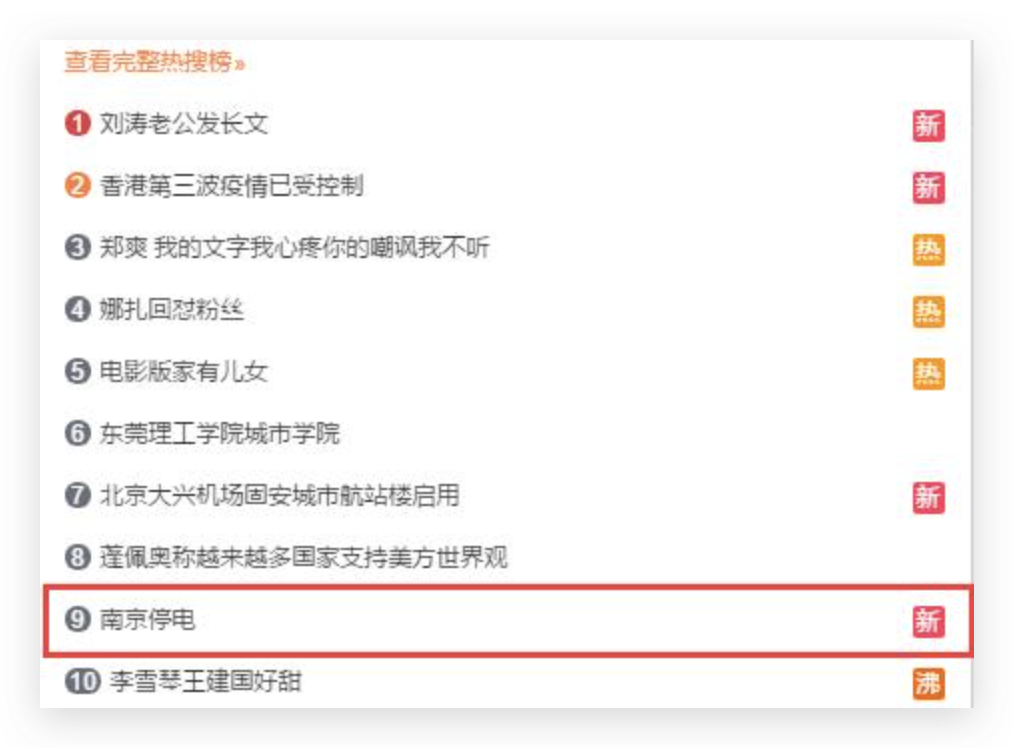 查看完整热搜榜»
1 刘涛老公发长文 新
2 香港第三波疫情已受控制 新
3 郑爽 我的文字我心疼你的嘲讽我不听 热
4 娜扎回怼粉丝 热
5 电影版家有儿女 热
6 东莞理工学院城市学院
7 北京大兴机场固安城市航站楼启用 新
8 蓬佩奥称越来越多国家支持美方世界观
9 南京停电 新
10 李雪琴王建国好甜 沸